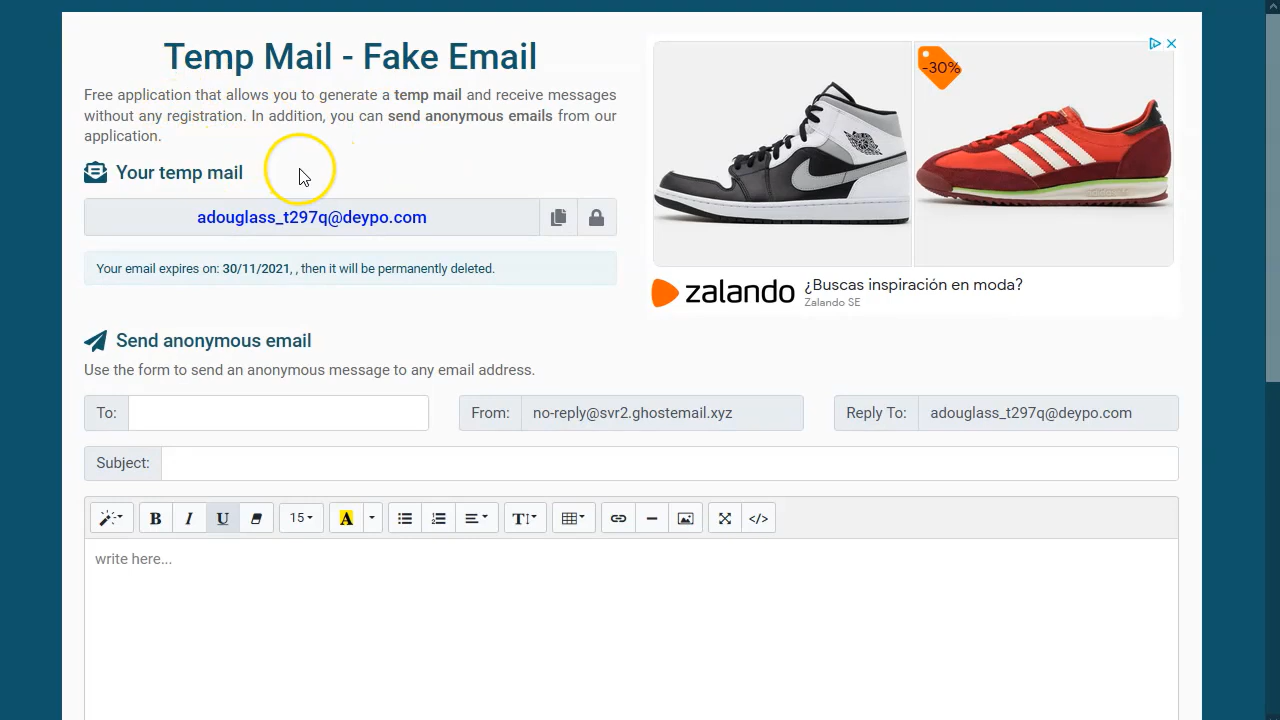 Temp Mail - Fake Email
Free application that allows you to generate a temp mail and receive messages
without any registration. In addition, you can send anonymous emails from our
application.
Your temp mail
adouglass_t297q@deypo.com
Your email expires on: 30/11/2021, , then it will be permanently deleted.
-30%
zalando
¿Buscas inspiración en moda?
Zalando SE
Send anonymous email
Use the form to send an anonymous message to any email address.
To:
From: no-reply@svr2.ghostemail.xyz
Reply To: adouglass_t297q@deypo.com
Subject:
B I U 15 A T </>
write here...